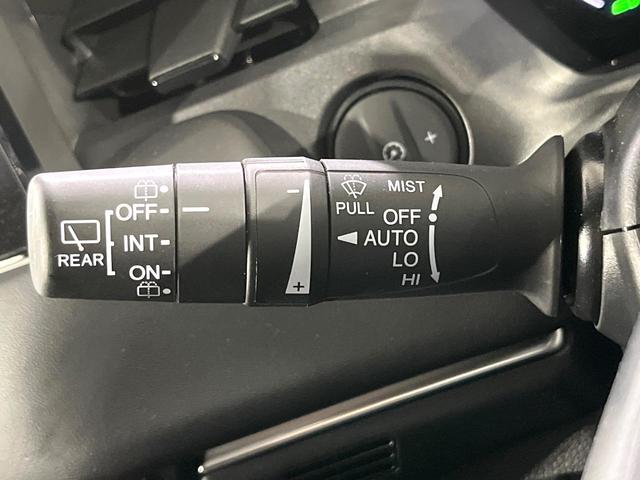 OFF
INT
ON
REAR
-
+
PULL
MIST
OFF
AUTO
LO
HI
+